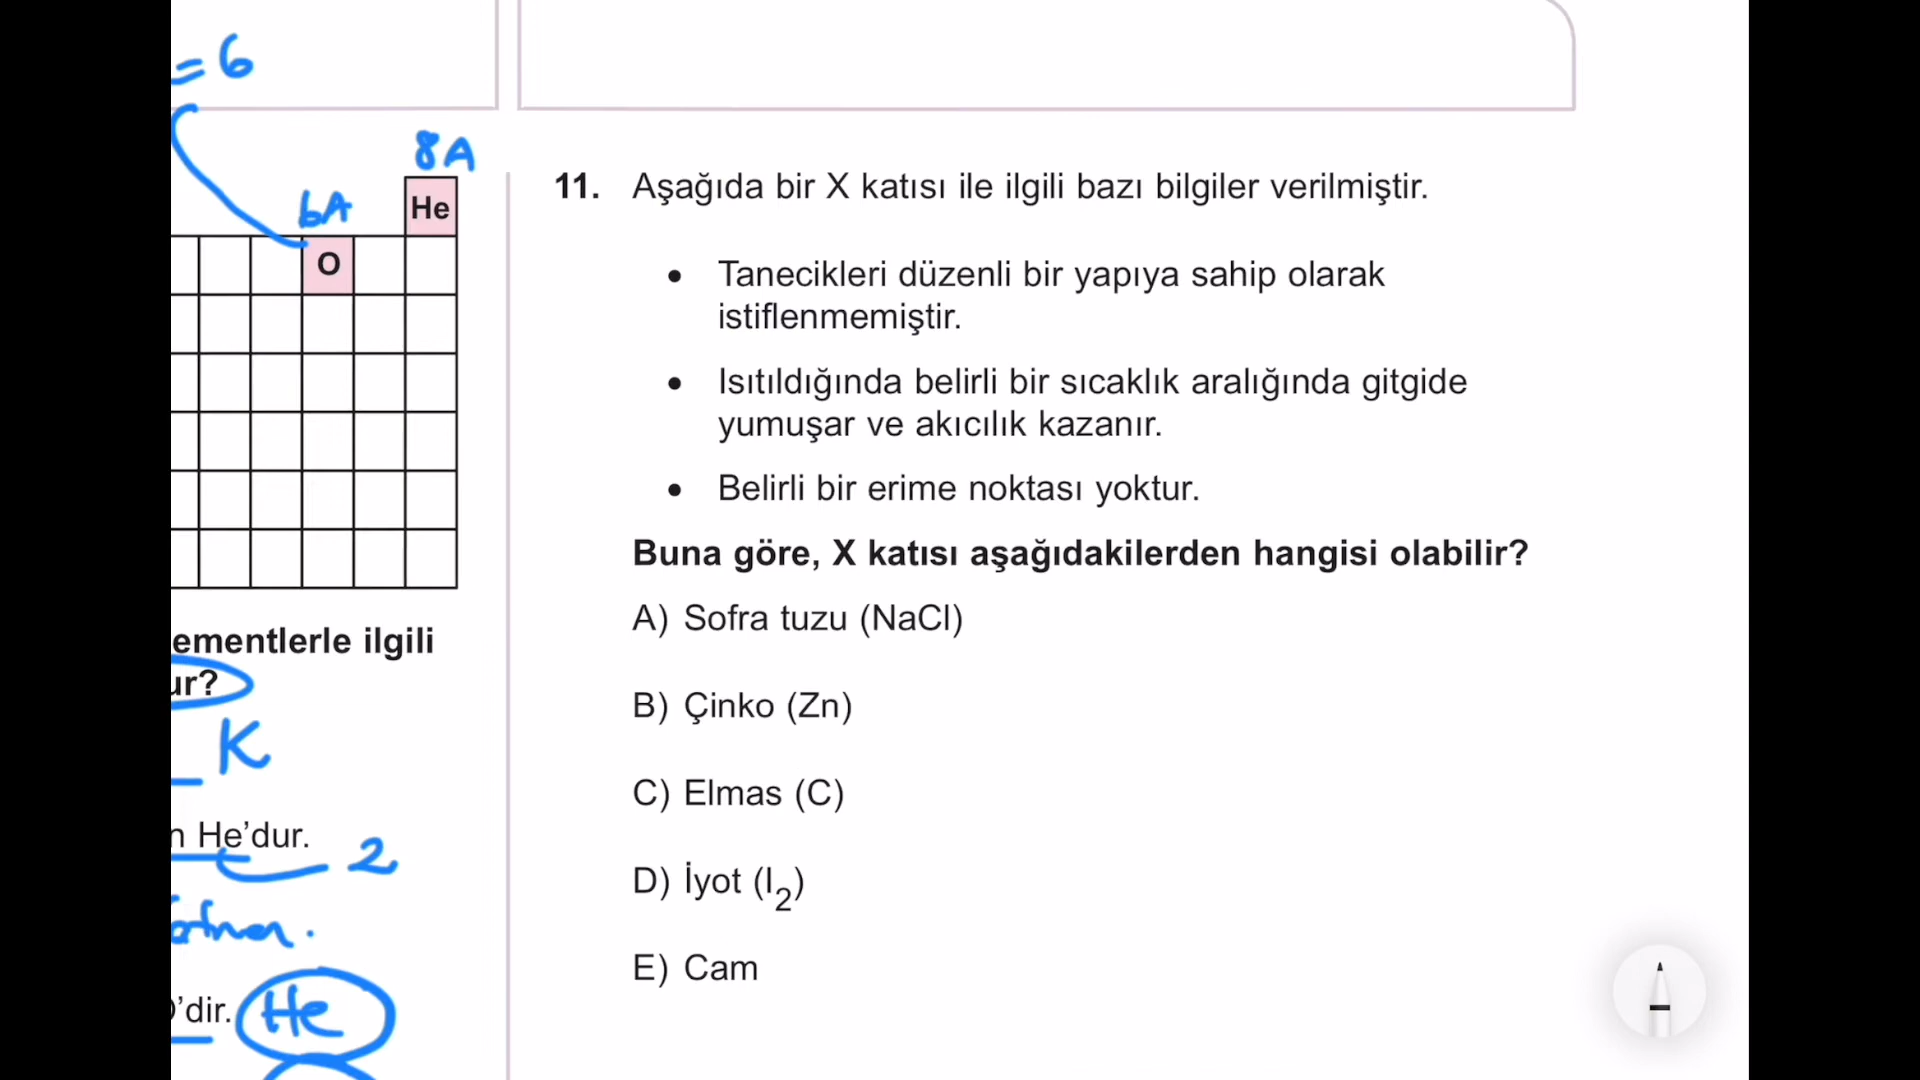 = 6
8A
6A
He
O
ementlerle ilgili
ur?
K
n He’dur.
2
’dir.
He
11. Aşağıda bir X katısı ile ilgili bazı bilgiler verilmiştir.
• Tanecikleri düzenli bir yapıya sahip olarak
istiflenmemiştir.
• Isıtıldığında belirli bir sıcaklık aralığında gitgide
yumuşar ve akıcılık kazanır.
• Belirli bir erime noktası yoktur.
Buna göre, X katısı aşağıdakilerden hangisi olabilir?
A) Sofra tuzu (NaCl)
B) Çinko (Zn)
C) Elmas (C)
D) İyot (I₂)
E) Cam